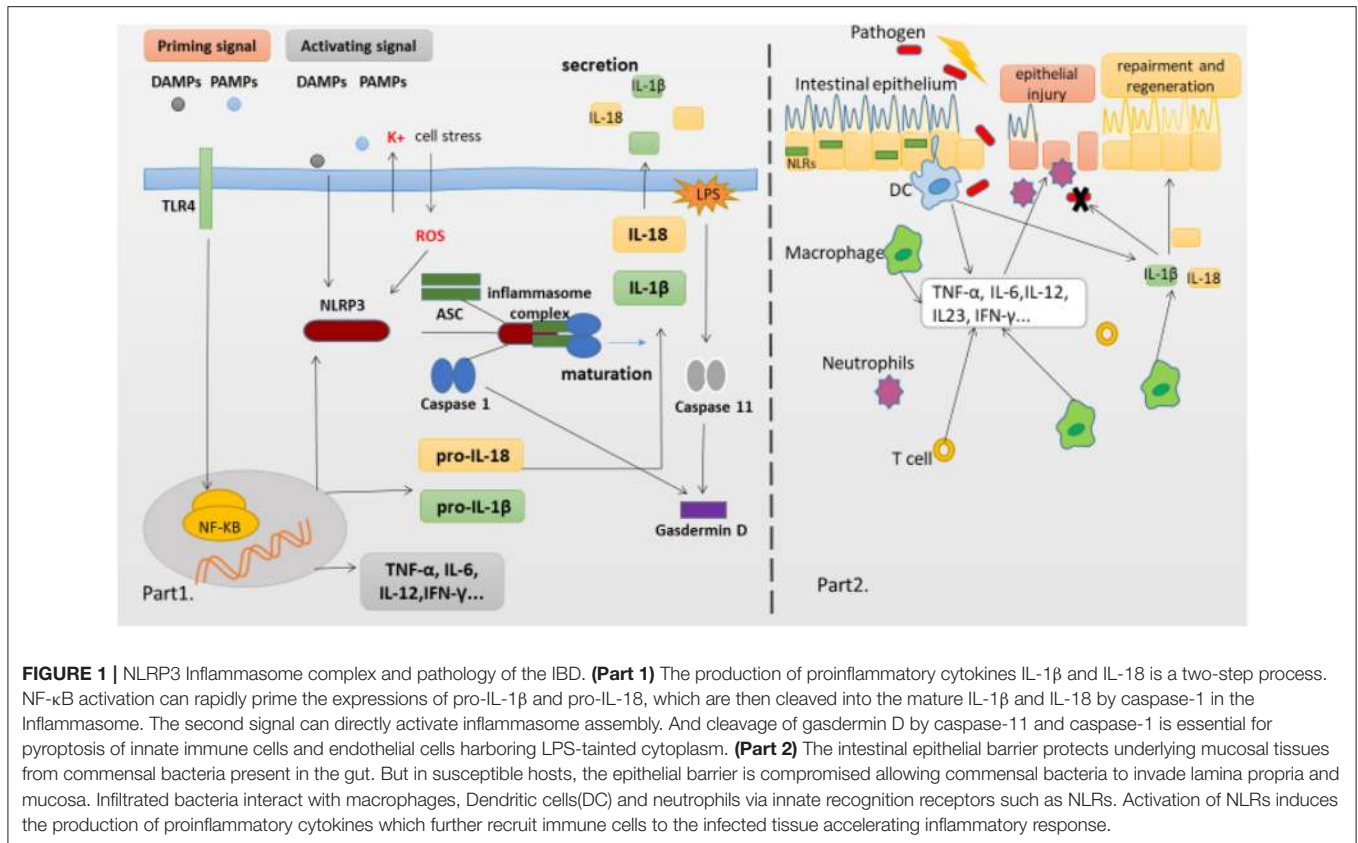 Priming signal
Activating signal
DAMPs PAMPs
DAMPs PAMPs
K+ cell stress
TLR4
ROS
NLRP3
ASC
inflammasome
complex
Caspase 1
maturation
secretion
IL-1β
IL-18
LPS
IL-18
IL-1β
Caspase 11
pro-IL-18
pro-IL-1β
Gasdermin D
NF-KB
TNF-α, IL-6,
IL-12,IFN-γ...
Part1.
Pathogen
Intestinal epithelium
epithelial
injury
repairment and
regeneration
NLRs
DC
Macrophage
TNF-α, IL-6,IL-12,
IL23, IFN-γ...
IL-1β
IL-18
Neutrophils
T cell
Part2.
FIGURE 1 | NLRP3 Inflammasome complex and pathology of the IBD. (Part 1) The production of proinflammatory cytokines IL-1β and IL-18 is a two-step process.
NF-κB activation can rapidly prime the expressions of pro-IL-1β and pro-IL-18, which are then cleaved into the mature IL-1β and IL-18 by caspase-1 in the
Inflammasome. The second signal can directly activate inflammasome assembly. And cleavage of gasdermin D by caspase-11 and caspase-1 is essential for
pyroptosis of innate immune cells and endothelial cells harboring LPS-tainted cytoplasm. (Part 2) The intestinal epithelial barrier protects underlying mucosal tissues
from commensal bacteria present in the gut. But in susceptible hosts, the epithelial barrier is compromised allowing commensal bacteria to invade lamina propria and
mucosa. Infiltrated bacteria interact with macrophages, Dendritic cells(DC) and neutrophils via innate recognition receptors such as NLRs. Activation of NLRs induces
the production of proinflammatory cytokines which further recruit immune cells to the infected tissue accelerating inflammatory response.